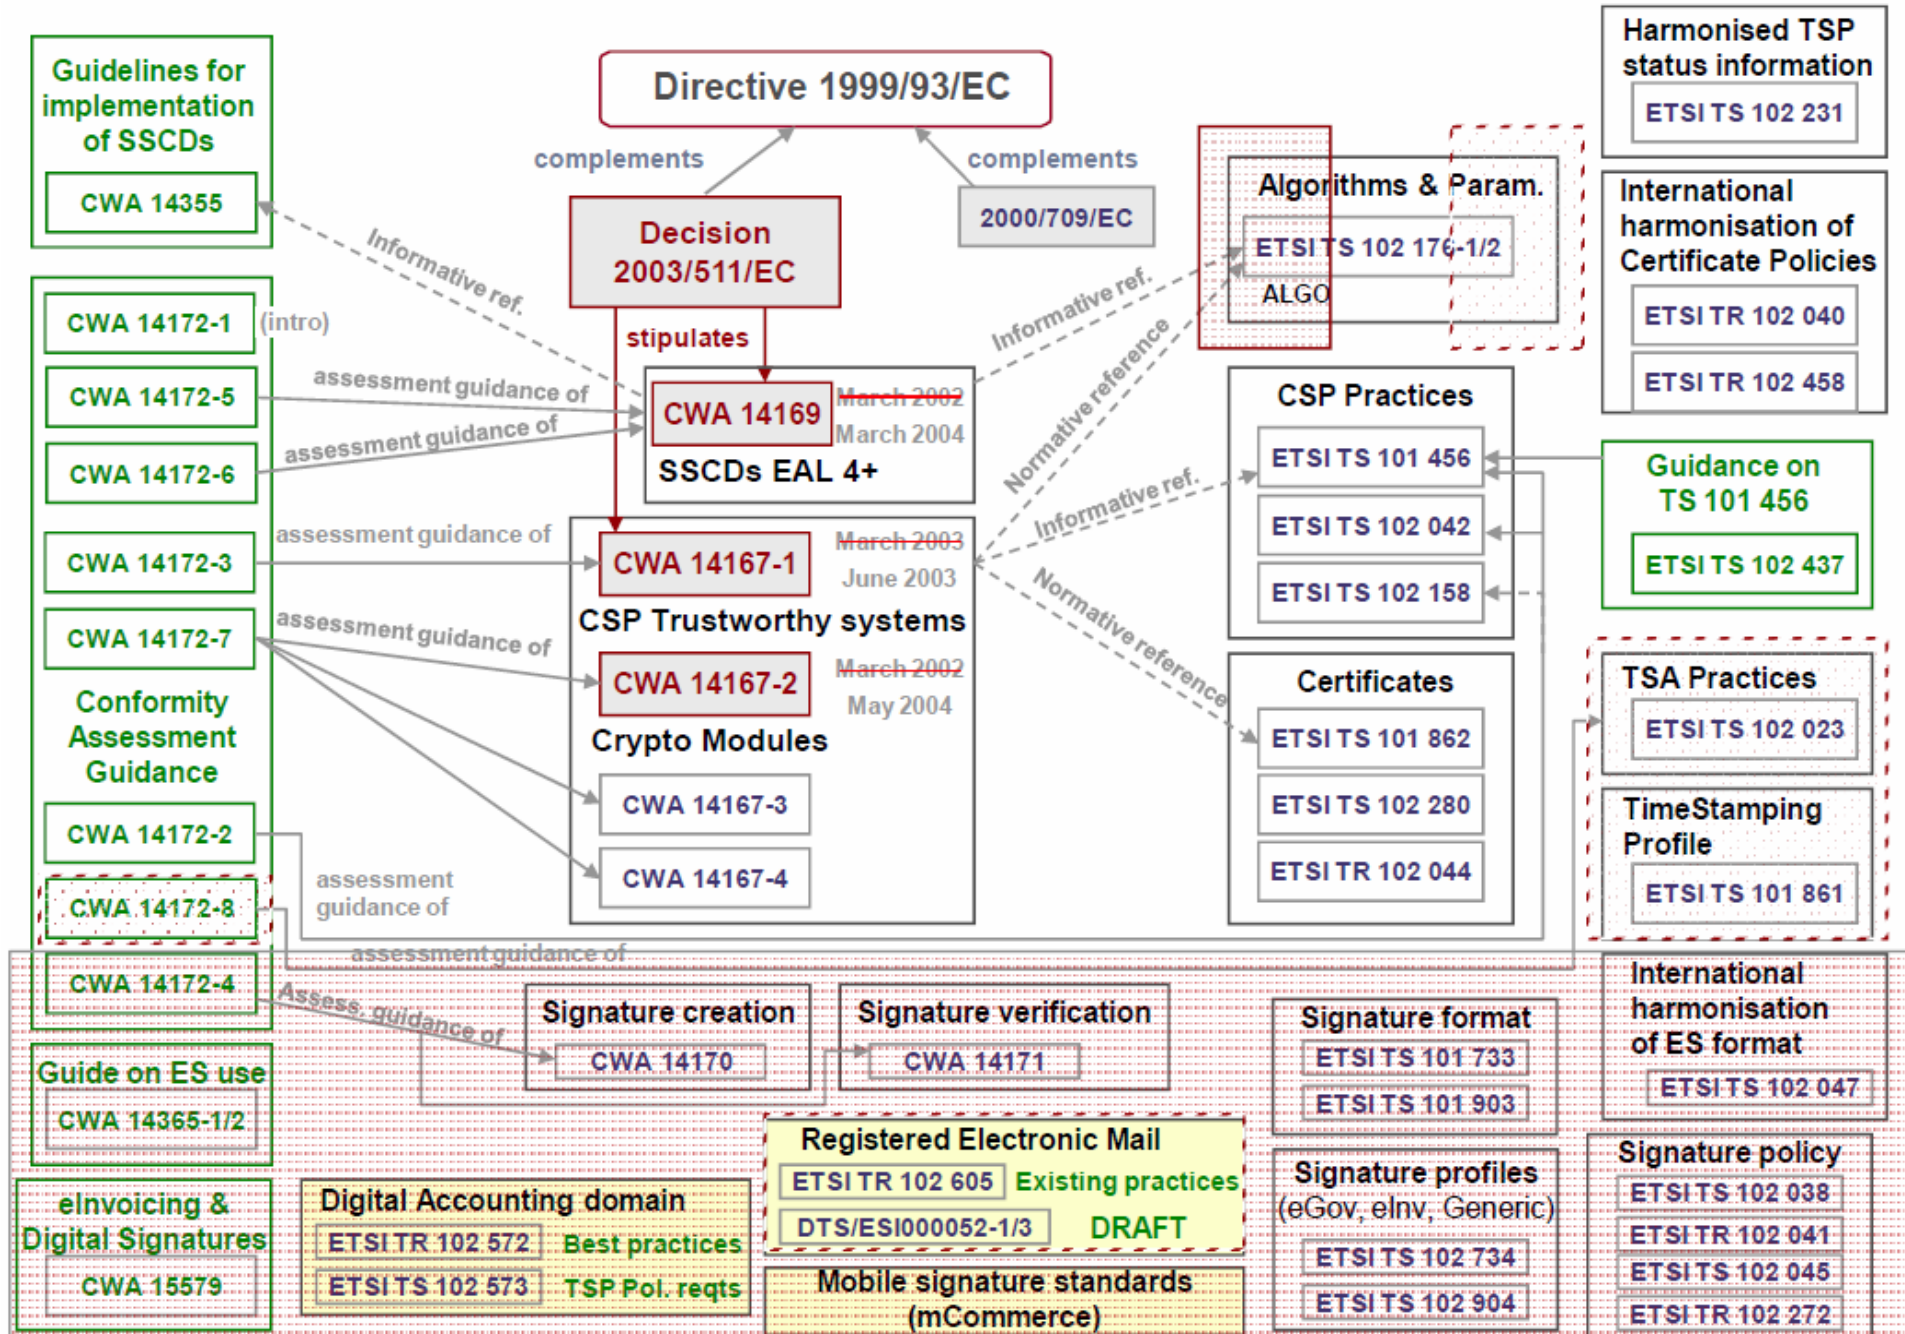 Guidelines for
implementation
of SSCDs
CWA 14355
CWA 14172-1
(intro)
CWA 14172-5
CWA 14172-6
CWA 14172-3
CWA 14172-7
Conformity
Assessment
Guidance
CWA 14172-2
CWA 14172-8
CWA 14172-4
Guide on ES use
CWA 14365-1/2
eInvoicing &
Digital Signatures
CWA 15579
Directive 1999/93/EC
complements
complements
Decision
2003/511/EC
2000/709/EC
stipulates
Informative ref.
assessment guidance of
assessment guidance of
assessment guidance of
assessment guidance of
assessment
guidance of
assessment guidance of
Assess. guidance of
CWA 14169
March 2002
March 2004
SSCDs EAL 4+
CWA 14167-1
March 2003
June 2003
CSP Trustworthy systems
CWA 14167-2
March 2002
May 2004
Crypto Modules
CWA 14167-3
CWA 14167-4
Informative ref.
Normative reference
Informative ref.
Normative reference
Algorithms & Param.
ETSI TS 102 176-1/2
ALGO
CSP Practices
ETSI TS 101 456
ETSI TS 102 042
ETSI TS 102 158
Certificates
ETSI TS 101 862
ETSI TS 102 280
ETSI TR 102 044
Harmonised TSP
status information
ETSI TS 102 231
International
harmonisation of
Certificate Policies
ETSI TR 102 040
ETSI TR 102 458
Guidance on
TS 101 456
ETSI TS 102 437
TSA Practices
ETSI TS 102 023
TimeStamping
Profile
ETSI TS 101 861
International
harmonisation
of ES format
ETSI TS 102 047
Signature creation
CWA 14170
Signature verification
CWA 14171
Signature format
ETSI TS 101 733
ETSI TS 101 903
Registered Electronic Mail
ETSI TR 102 605 Existing practices
DTS/ESI000052-1/3 DRAFT
Digital Accounting domain
ETSI TR 102 572 Best practices
ETSI TS 102 573 TSP Pol. reqts
Mobile signature standards
(mCommerce)
Signature profiles
(eGov, eInv, Generic)
ETSI TS 102 734
ETSI TS 102 904
Signature policy
ETSI TS 102 038
ETSI TR 102 041
ETSI TS 102 045
ETSI TR 102 272